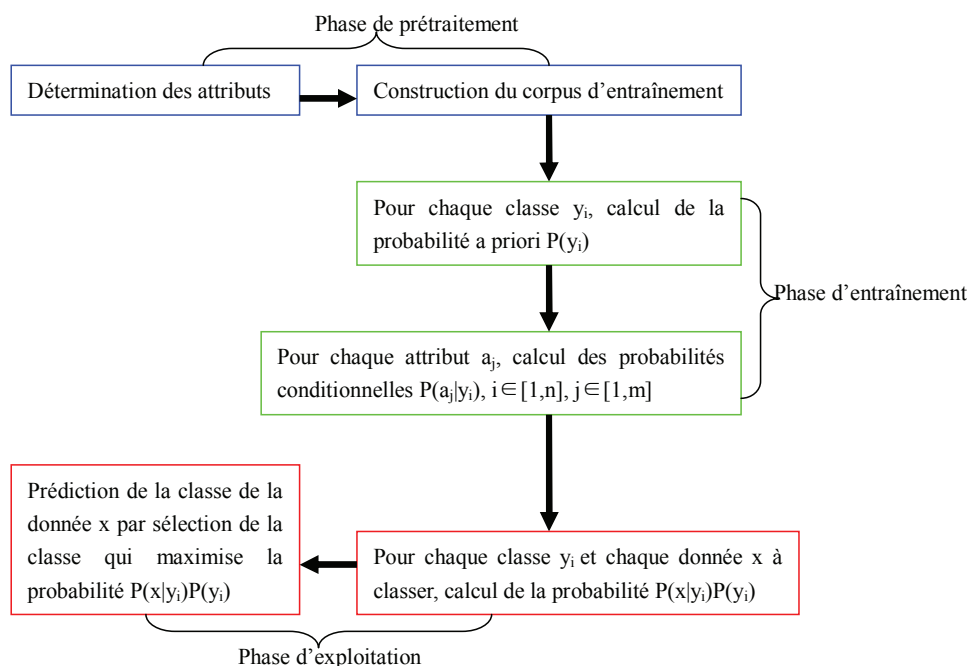 Phase de prétraitement
Détermination des attributs
Construction du corpus d’entraînement
Pour chaque classe yᵢ, calcul de la
probabilité a priori P(yᵢ)
Phase d’entraînement
Pour chaque attribut aⱼ, calcul des probabilités
conditionnelles P(aⱼ|yᵢ), i∈[1,n], j∈[1,m]
Pour chaque classe yᵢ et chaque donnée x à
classer, calcul de la probabilité P(x|yᵢ)P(yᵢ)
Prédiction de la classe de la
donnée x par sélection de la
classe qui maximise la
probabilité P(x|yᵢ)P(yᵢ)
Phase d’exploitation